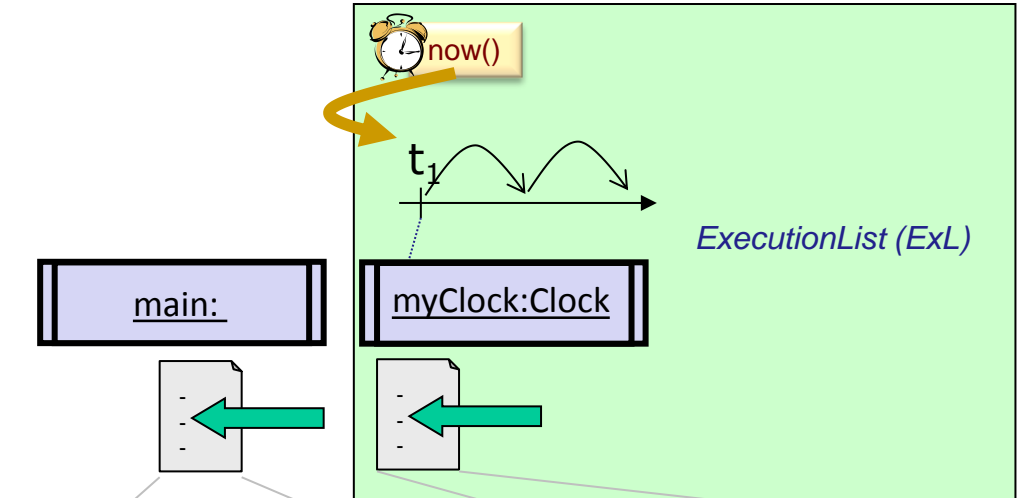 now()
t₁
ExecutionList (ExL)
main:
myClock:Clock
-
-
-
-
-
-